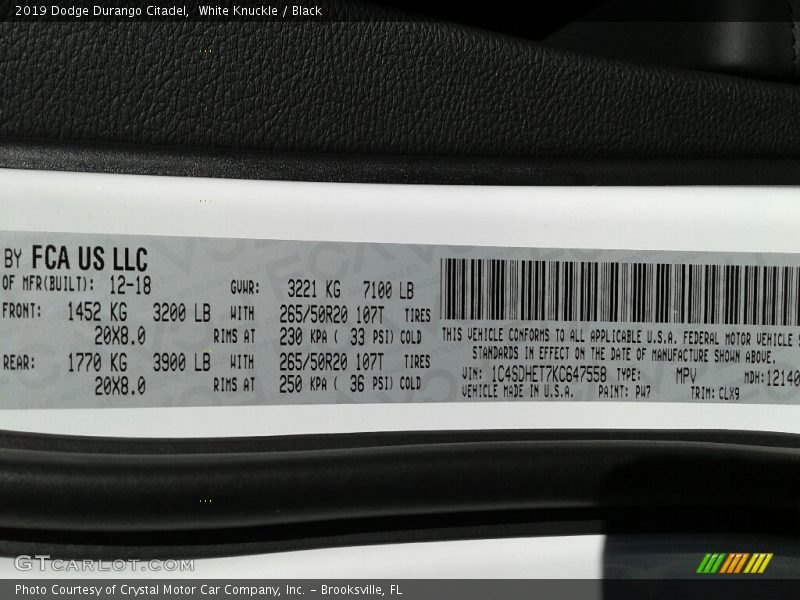 2019 Dodge Durango Citadel, White Knuckle / Black
BY FCA US LLC
OF MFR(BUILT): 12-18 GVWR: 3221 KG 7100 LB
FRONT: 1452 KG 3200 LB WITH 265/50R20 107T TIRES
20X8.0 RIMS AT 230 KPA ( 33 PSI) COLD
REAR: 1770 KG 3900 LB WITH 265/50R20 107T TIRES
20X8.0 RIMS AT 250 KPA ( 36 PSI) COLD
THIS VEHICLE CONFORMS TO ALL APPLICABLE U.S.A. FEDERAL MOTOR VEHICLE S
STANDARDS IN EFFECT ON THE DATE OF MANUFACTURE SHOWN ABOVE.
VIN: 1C4SDHET7KC647558 TYPE: MPV MDH: 12140
VEHICLE MADE IN U.S.A. PAINT: PW7 TRIM: CLX9
GTCARLOT.COM
Photo Courtesy of Crystal Motor Car Company, Inc. – Brooksville, FL